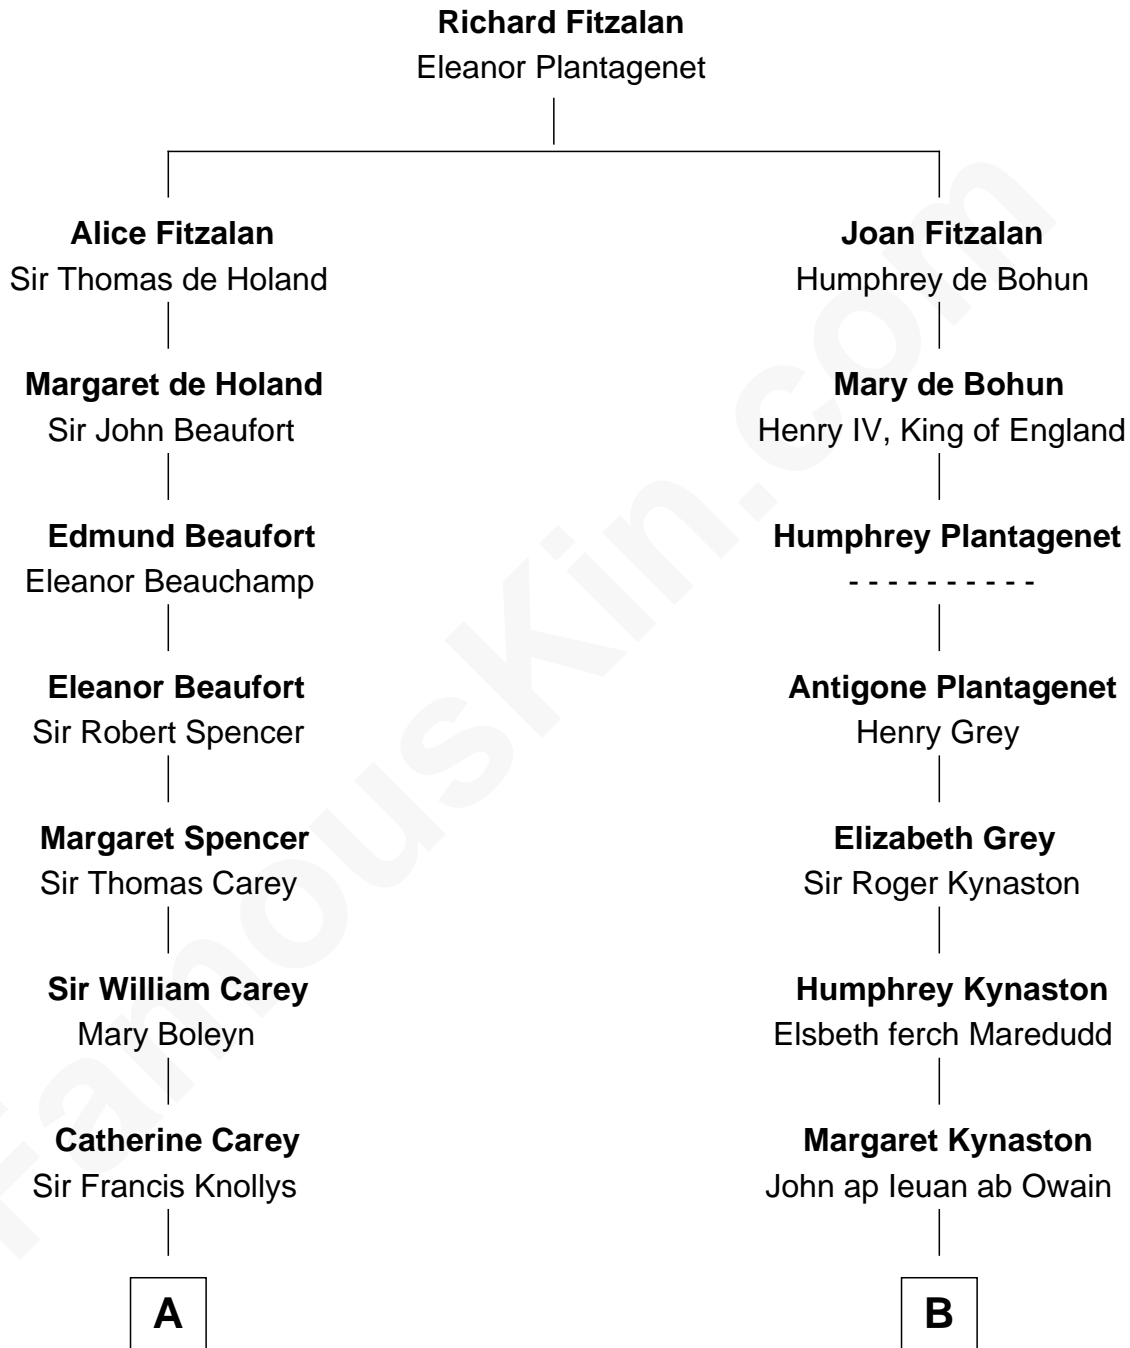 Richard Fitzalan
Eleanor Plantagenet
Alice Fitzalan
Sir Thomas de Holand
Joan Fitzalan
Humphrey de Bohun
Margaret de Holand
Sir John Beaufort
Mary de Bohun
Henry IV, King of England
Edmund Beaufort
Eleanor Beauchamp
Humphrey Plantagenet
- - - - - - - - - -
Eleanor Beaufort
Sir Robert Spencer
Antigone Plantagenet
Henry Grey
Margaret Spencer
Sir Thomas Carey
Elizabeth Grey
Sir Roger Kynaston
Sir William Carey
Mary Boleyn
Humphrey Kynaston
Elsbeth ferch Maredudd
Catherine Carey
Sir Francis Knollys
Margaret Kynaston
John ap Ieuan ab Owain
A
B
FamousKin.com